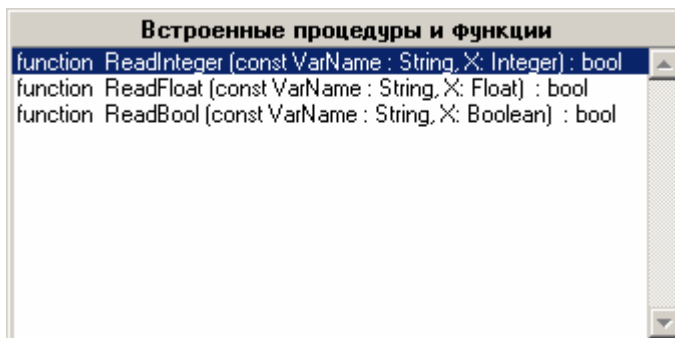 Встроенные процедуры и функции
function ReadInteger (const VarName : String, X: Integer) : bool
function ReadFloat (const VarName : String, X: Float) : bool
function ReadBool (const VarName : String, X: Boolean) : bool